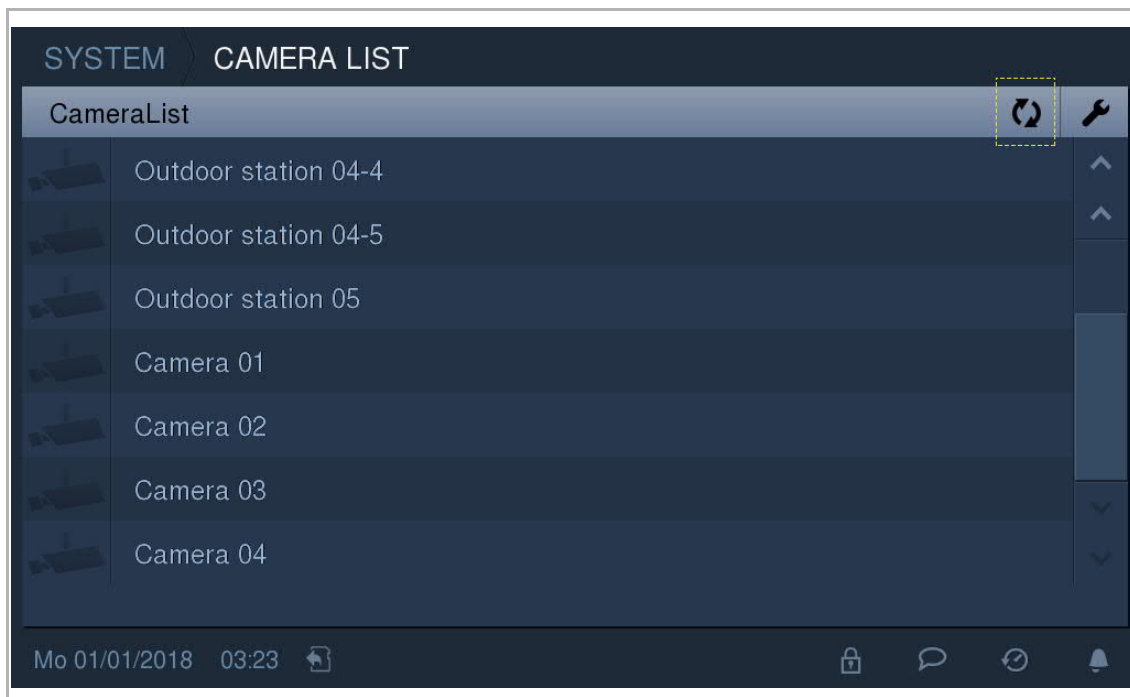 SYSTEM CAMERA LIST
CameraList
Outdoor station 04-4
Outdoor station 04-5
Outdoor station 05
Camera 01
Camera 02
Camera 03
Camera 04
Mo 01/01/2018 03:23